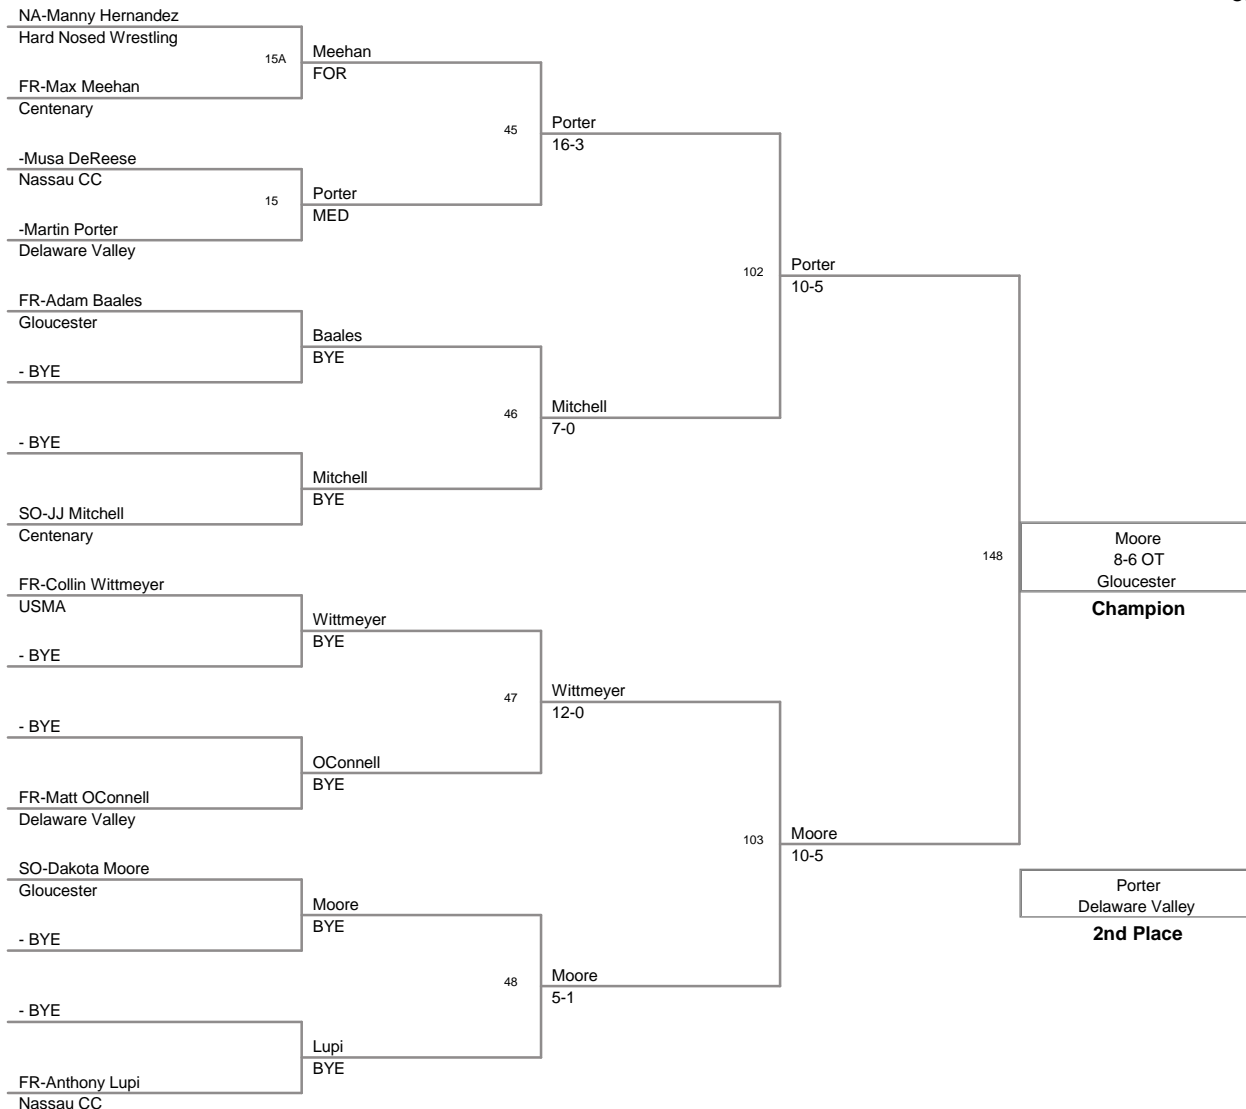 NA-Manny Hernandez
Hard Nosed Wrestling
15A
Meehan
FOR
FR-Max Meehan
Centenary
45
Porter
16-3
-Musa DeReese
Nassau CC
15
Porter
MED
-Martin Porter
Delaware Valley
102
Porter
10-5
FR-Adam Baales
Gloucester
Baales
BYE
- BYE
46
Mitchell
7-0
- BYE
Mitchell
BYE
SO-JJ Mitchell
Centenary
148
Moore
8-6 OT
Gloucester
Champion
FR-Collin Wittmeyer
USMA
Wittmeyer
BYE
- BYE
47
Wittmeyer
12-0
- BYE
OConnell
BYE
FR-Matt OConnell
Delaware Valley
103
Moore
10-5
SO-Dakota Moore
Gloucester
Moore
BYE
- BYE
Porter
Delaware Valley
2nd Place
48
Moore
5-1
- BYE
Lupi
BYE
FR-Anthony Lupi
Nassau CC